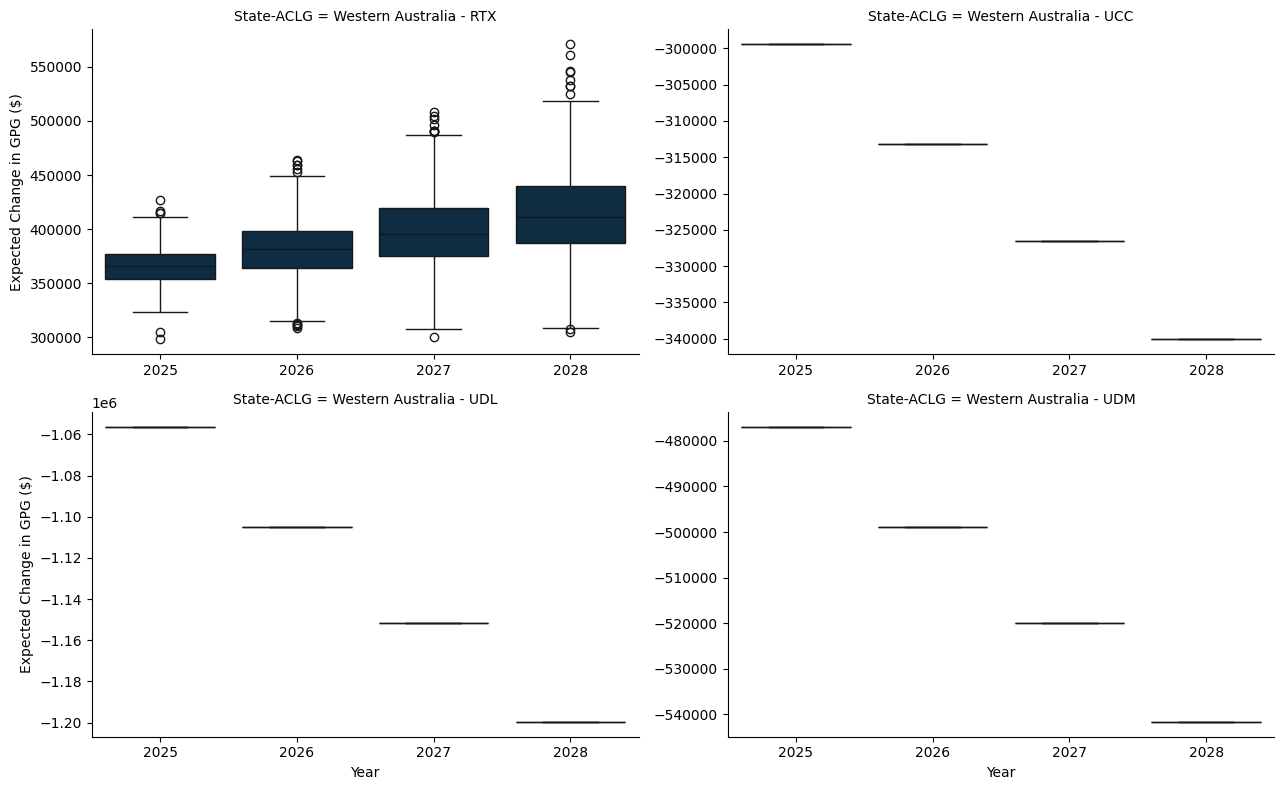 State-ACLG = Western Australia - RTX
Expected Change in GPG ($)
550000
500000
450000
400000
350000
300000
2025 2026 2027 2028
State-ACLG = Western Australia - UCC
−300000
−305000
−310000
−315000
−320000
−325000
−330000
−335000
−340000
2025 2026 2027 2028
State-ACLG = Western Australia - UDL
1e6
Expected Change in GPG ($)
−1.06
−1.08
−1.10
−1.12
−1.14
−1.16
−1.18
−1.20
2025 2026 2027 2028
Year
State-ACLG = Western Australia - UDM
−480000
−490000
−500000
−510000
−520000
−530000
−540000
2025 2026 2027 2028
Year